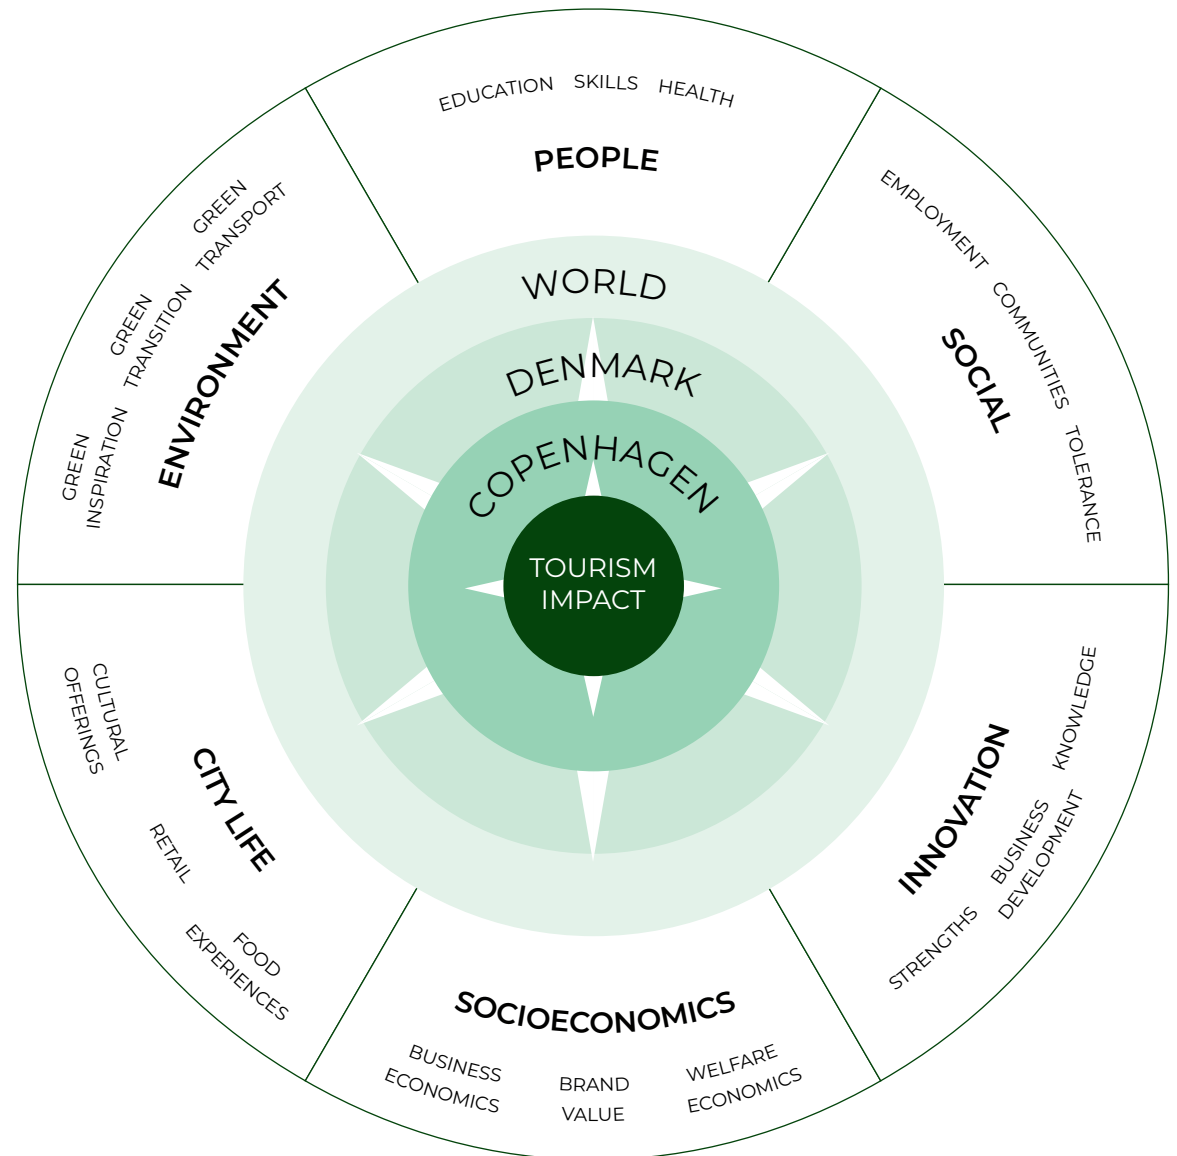 EDUCATION SKILLS HEALTH
PEOPLE
EMPLOYMENT
COMMUNITIES
TOLERANCE
SOCIAL
KNOWLEDGE
BUSINESS
DEVELOPMENT
STRENGTHS
INNOVATION
SOCIOECONOMICS
BUSINESS
ECONOMICS
BRAND
VALUE
WELFARE
ECONOMICS
CITY LIFE
CULTURAL
OFFERINGS
RETAIL
FOOD
EXPERIENCES
ENVIRONMENT
GREEN
INSPIRATION
GREEN
TRANSITION
GREEN
TRANSPORT
WORLD
DENMARK
COPENHAGEN
TOURISM
IMPACT